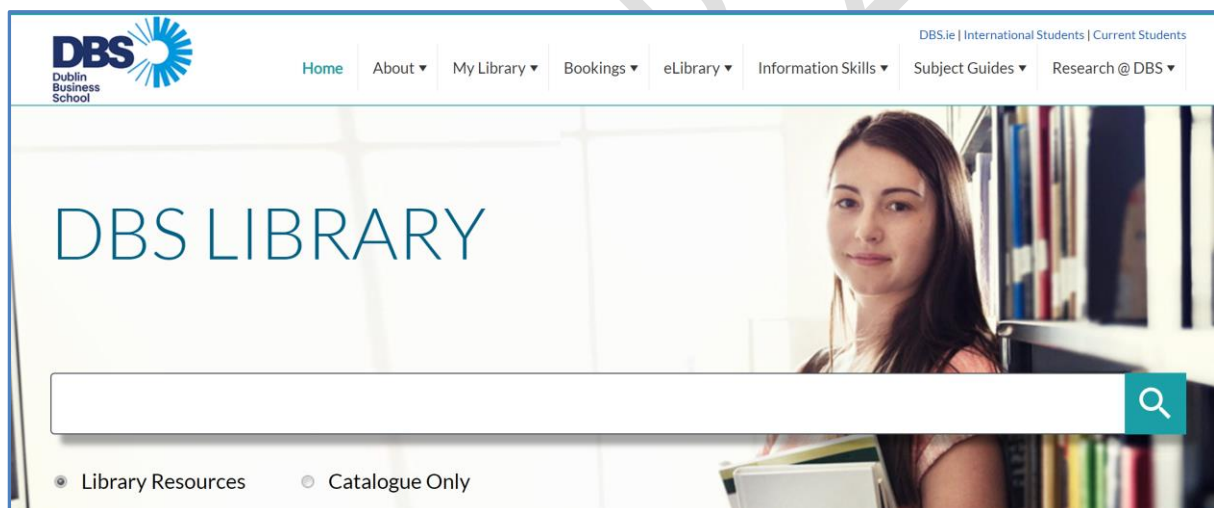 DBS.ie | International Students | Current Students
DBS
Dublin
Business
School
Home About ▾ My Library ▾ Bookings ▾ eLibrary ▾ Information Skills ▾ Subject Guides ▾ Research @ DBS ▾
DBS LIBRARY
Library Resources Catalogue Only